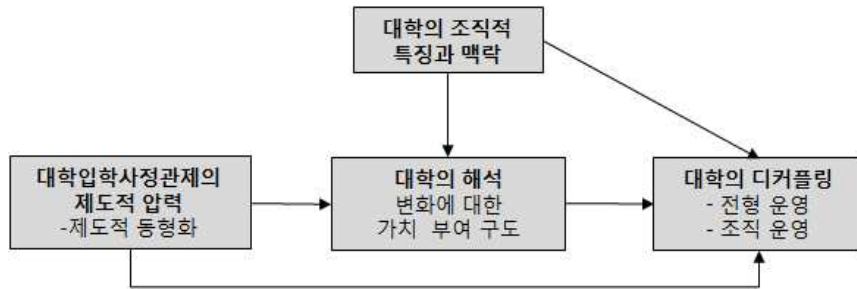 대학의 조직적
특징과 맥락
대학입학사정관제의
제도적 압력
-제도적 동형화
대학의 해석
변화에 대한
가치 부여 구도
대학의 디커플링
- 전형 운영
- 조직 운영